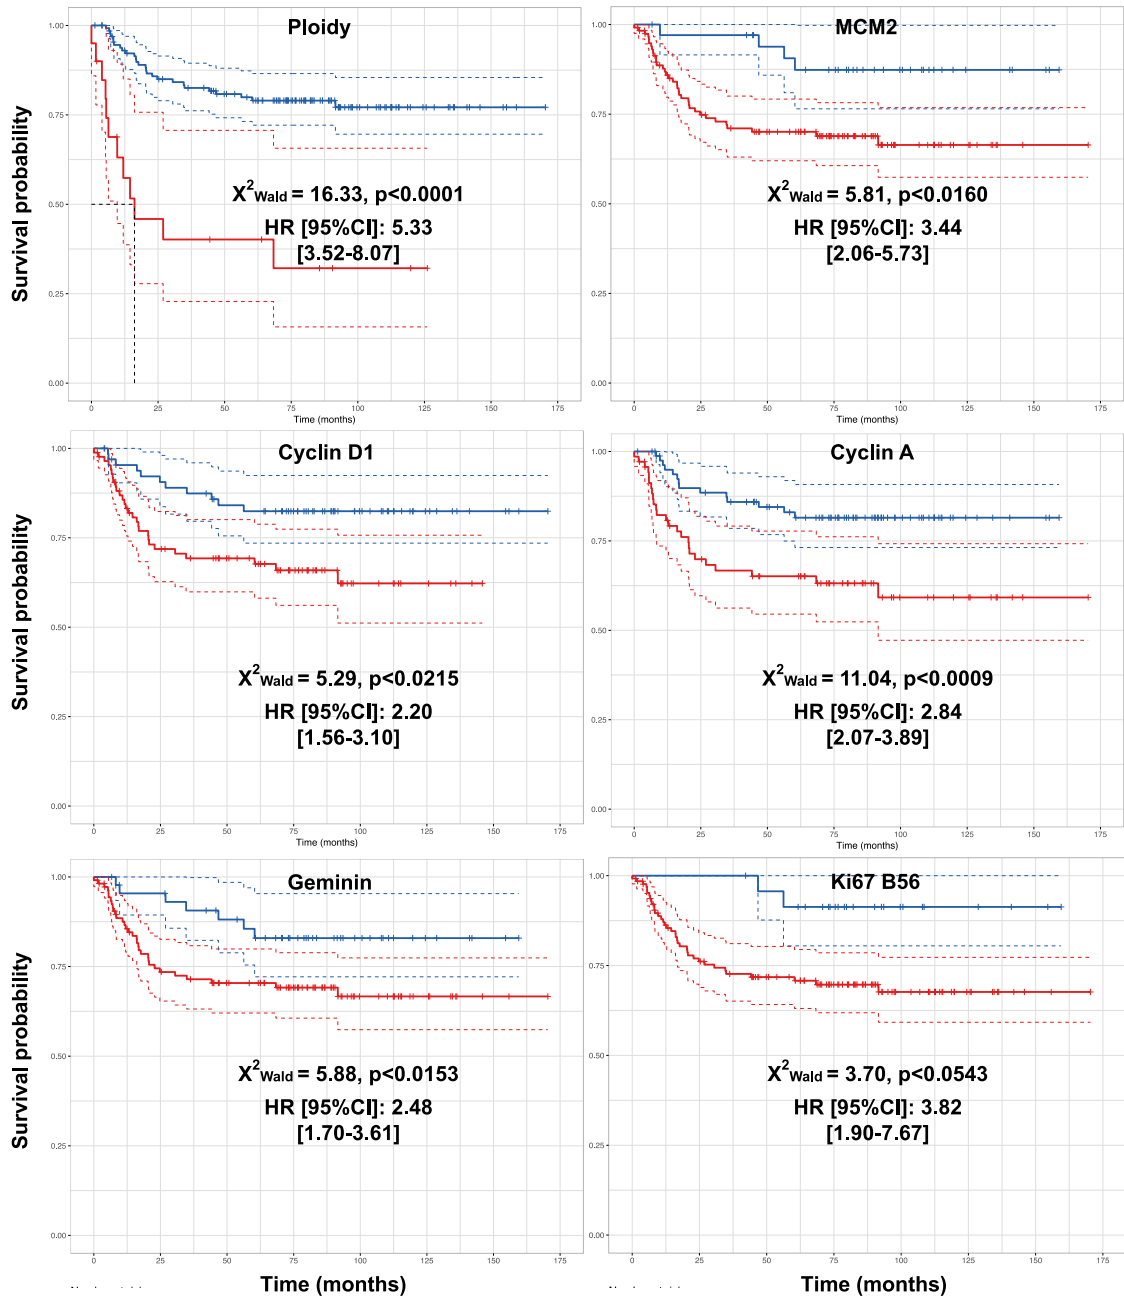 Ploidy
Survival probability
1.00
0.75
0.50
0.25
0.00
X²Wald = 16.33, p<0.0001
HR [95%CI]: 5.33
[3.52-8.07]
0 25 50 75 100 125 150 175
Time (months)
MCM2
1.00
0.75
0.50
0.25
0.00
X²Wald = 5.81, p<0.0160
HR [95%CI]: 3.44
[2.06-5.73]
0 25 50 75 100 125 150 175
Time (months)
Cyclin D1
Survival probability
1.00
0.75
0.50
0.25
0.00
X²Wald = 5.29, p<0.0215
HR [95%CI]: 2.20
[1.56-3.10]
0 25 50 75 100 125 150 175
Time (months)
Cyclin A
1.00
0.75
0.50
0.25
0.00
X²Wald = 11.04, p<0.0009
HR [95%CI]: 2.84
[2.07-3.89]
0 25 50 75 100 125 150 175
Time (months)
Geminin
Survival probability
1.00
0.75
0.50
0.25
0.00
X²Wald = 5.88, p<0.0153
HR [95%CI]: 2.48
[1.70-3.61]
0 25 50 75 100 125 150 175
Time (months)
Ki67 B56
1.00
0.75
0.50
0.25
0.00
X²Wald = 3.70, p<0.0543
HR [95%CI]: 3.82
[1.90-7.67]
0 25 50 75 100 125 150 175
Time (months)